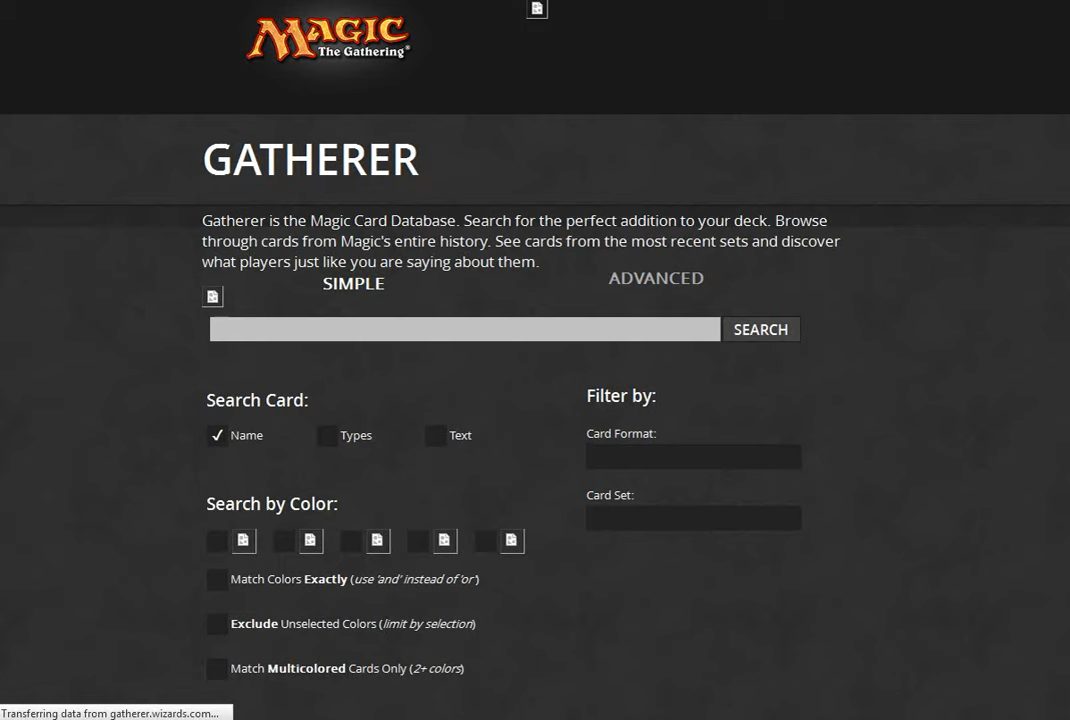 MAGIC
The Gathering®
GATHERER
Gatherer is the Magic Card Database. Search for the perfect addition to your deck. Browse
through cards from Magic's entire history. See cards from the most recent sets and discover
what players just like you are saying about them.
SIMPLE
ADVANCED
SEARCH
Search Card:
Filter by:
Name
Types
Text
Card Format:
Card Set:
Search by Color:
Match Colors Exactly (use 'and' instead of 'or')
Exclude Unselected Colors (limit by selection)
Match Multicolored Cards Only (2+ colors)
Transferring data from gatherer.wizards.com...